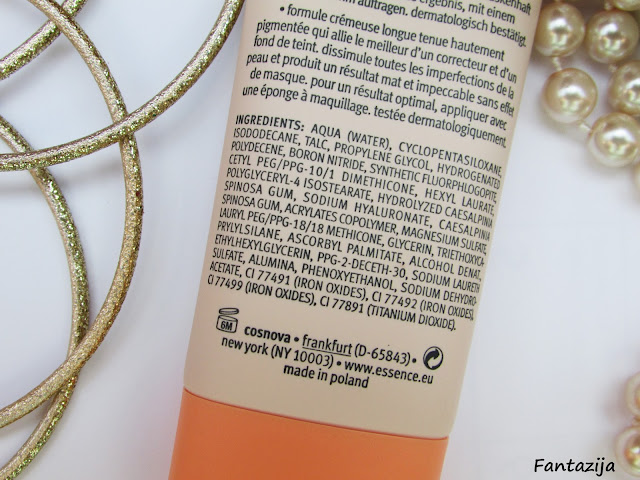 ergebnis, mit einem
auftragen. dermatologisch bestätigt.
• formule crémeuse longue tenue hautement
pigmentée qui allie le meilleur d'un correcteur et d'un
fond de teint. dissimule toutes les imperfections de la
peau et produit un résultat mat et impeccable sans effet
de masque. pour un résultat optimal, appliquer avec
une éponge à maquillage. testée dermatologiquement.
INGREDIENTS: AQUA (WATER), CYCLOPENTASILOXANE,
ISODODECANE, TALC, PROPYLENE GLYCOL, HYDROGENATED
POLYDECENE, BORON NITRIDE, SYNTHETIC FLUORPHLOGOPITE,
CETYL PEG/PPG-10/1 DIMETHICONE, HEXYL LAURATE,
POLYGLYCERYL-4 ISOSTEARATE, HYDROLYZED CAESALPINIA
SPINOSA GUM, SODIUM HYALURONATE, CAESALPINIA
SPINOSA GUM, ACRYLATES COPOLYMER, MAGNESIUM SULFATE,
LAURYL PEG/PPG-18/18 METHICONE, GLYCERIN, TRIETHOXYCA-
PRYLYLSILANE, ASCORBYL PALMITATE, ALCOHOL DENAT.,
ETHYLHEXYLGLYCERIN, PPG-2-DECETH-30, SODIUM LAURETH
SULFATE, ALUMINA, PHENOXYETHANOL, SODIUM DEHYDRO-
ACETATE, CI 77491 (IRON OXIDES), CI 77492 (IRON OXIDES),
CI 77499 (IRON OXIDES), CI 77891 (TITANIUM DIOXIDE).
6M cosnova • frankfurt (D-65843) •
new york (NY 10003) • www.essence.eu
made in poland
Fantazija